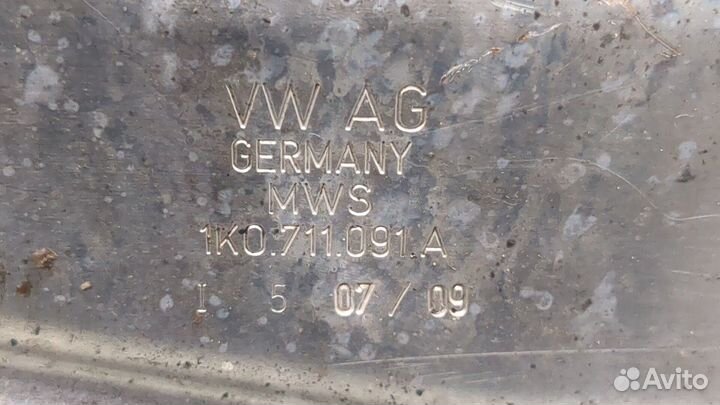 VW AG
GERMANY
MWS
1K0.711.091.A
I 5 07 / 09
Avito